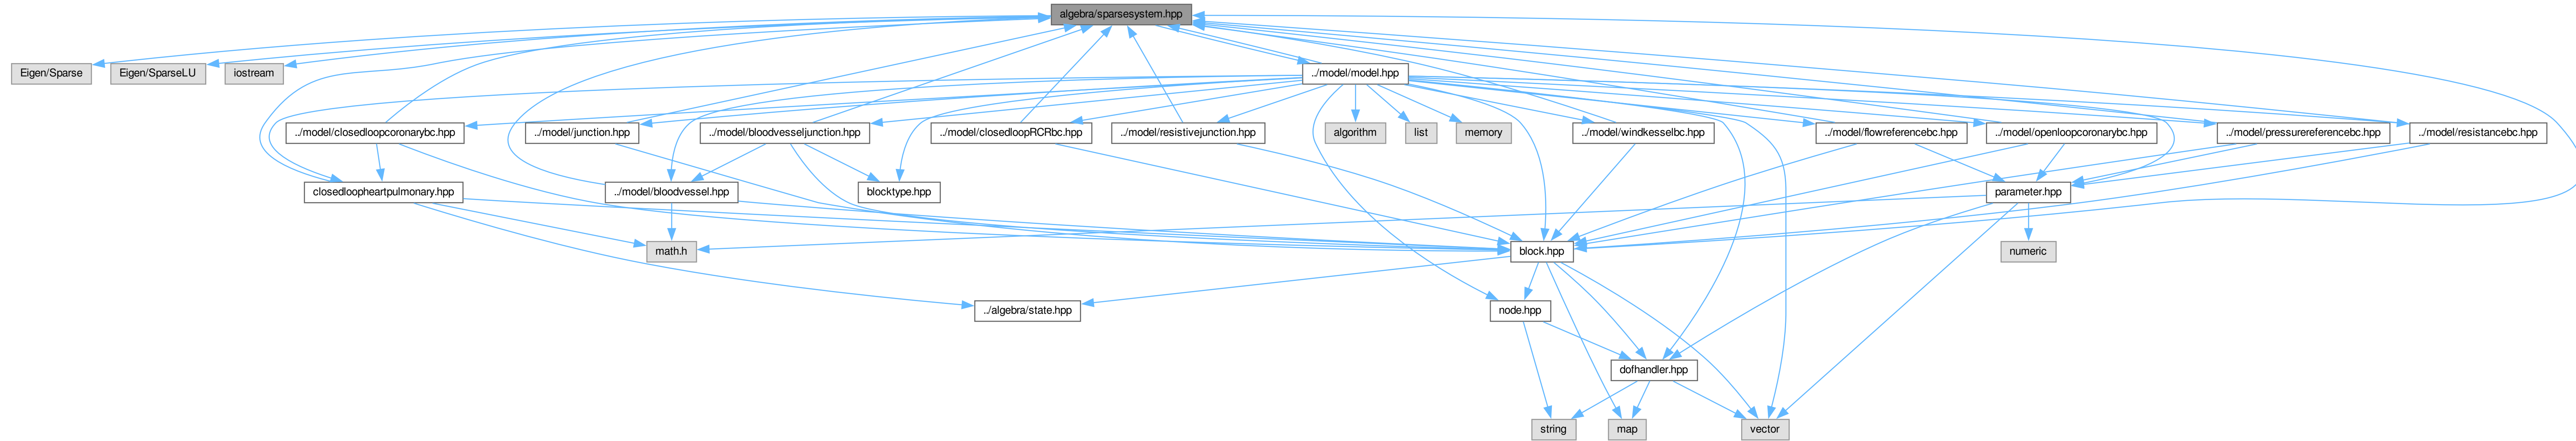 algebra/sparsesystem.hpp
Eigen/Sparse
Eigen/SparseLU
iostream
../model/model.hpp
../model/closedloopcoronarybc.hpp
../model/junction.hpp
../model/bloodvesseljunction.hpp
../model/closedloopRCRbc.hpp
../model/resistivejunction.hpp
algorithm
list
memory
../model/windkesselbc.hpp
../model/flowreferencebc.hpp
../model/openloopcoronarybc.hpp
../model/pressurereferencebc.hpp
../model/resistancebc.hpp
closedloopheartpulmonary.hpp
../model/bloodvessel.hpp
blocktype.hpp
parameter.hpp
math.h
block.hpp
numeric
../algebra/state.hpp
node.hpp
dofhandler.hpp
string
map
vector